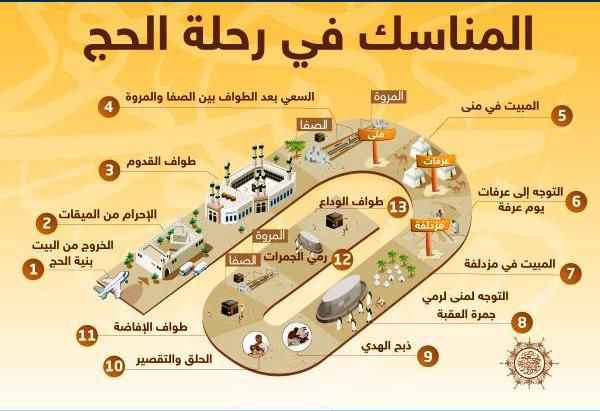 المناسك في رحلة الحج
1 الخروج من البيت
بنية الحج
2 الإحرام من الميقات
3 طواف القدوم
4 السعي بعد الطواف بين الصفا والمروة
المروة
الصفا
5 المبيت في منى
منى
عرفات
6 التوجه إلى عرفات
يوم عرفة
مزدلفة
7 المبيت في مزدلفة
8 التوجه لمنى لرمي
جمرة العقبة
9 ذبح الهدي
10 الحلق والتقصير
11 طواف الإفاضة
المروة
الصفا
12 رمي الجمرات
13 طواف الوداع